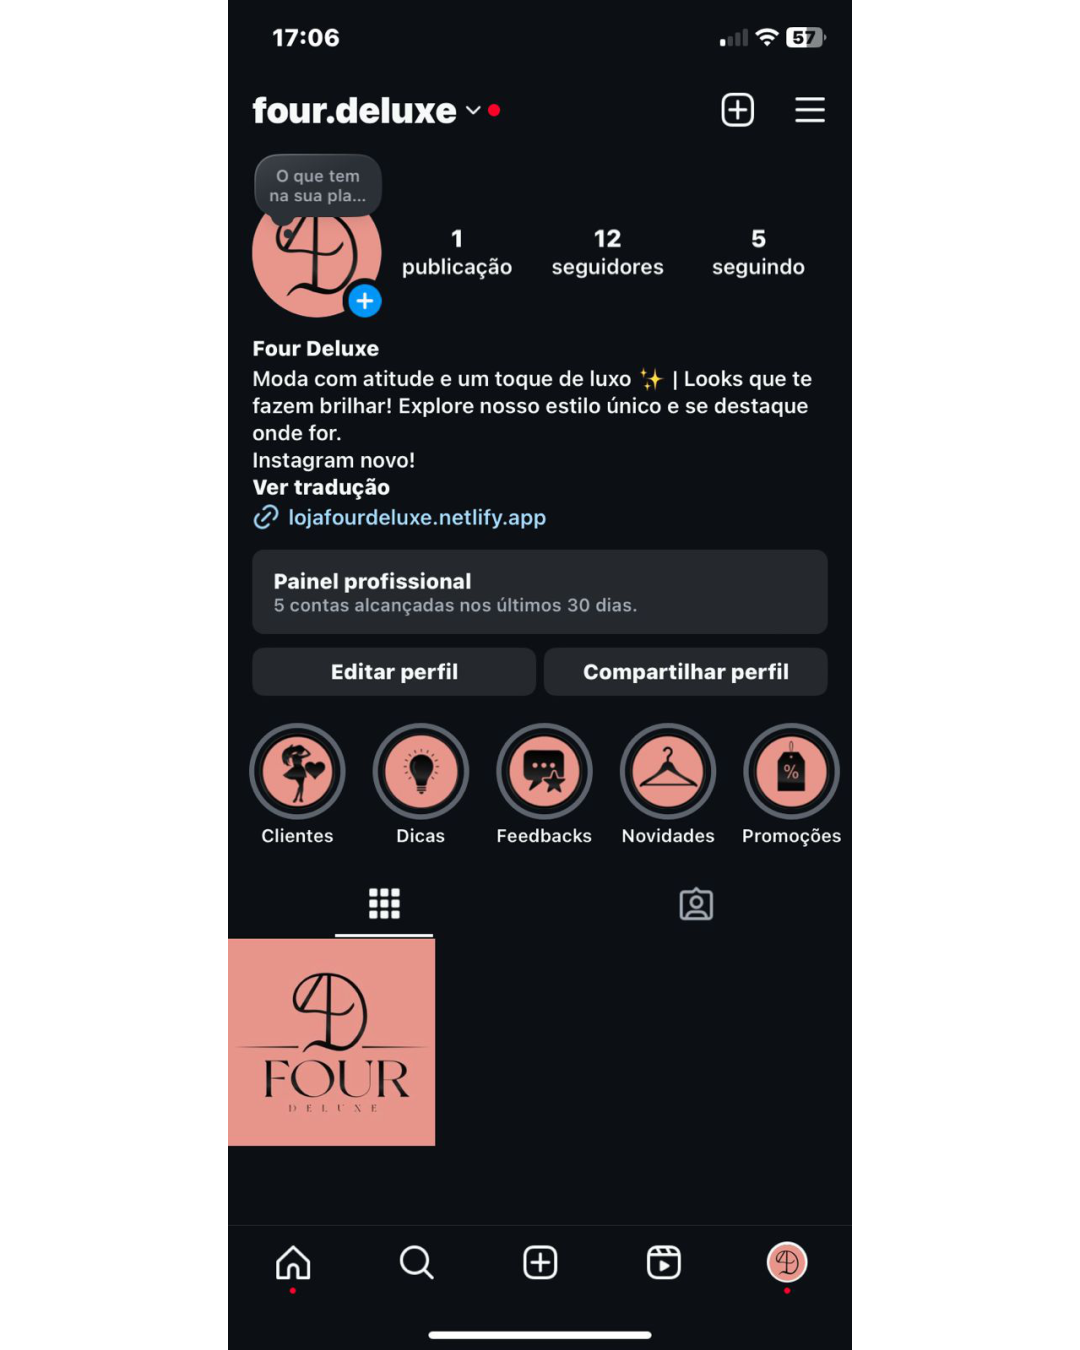 17:06
57
four.deluxe
O que tem
na sua pla...
1
publicação
12
seguidores
5
seguindo
Four Deluxe
Moda com atitude e um toque de luxo ✨ | Looks que te
fazem brilhar! Explore nosso estilo único e se destaque
onde for.
Instagram novo!
Ver tradução
lojafourdeluxe.netlify.app
Painel profissional
5 contas alcançadas nos últimos 30 dias.
Editar perfil
Compartilhar perfil
%
Clientes
Dicas
Feedbacks
Novidades
Promoções
4D
FOUR
DELUXE